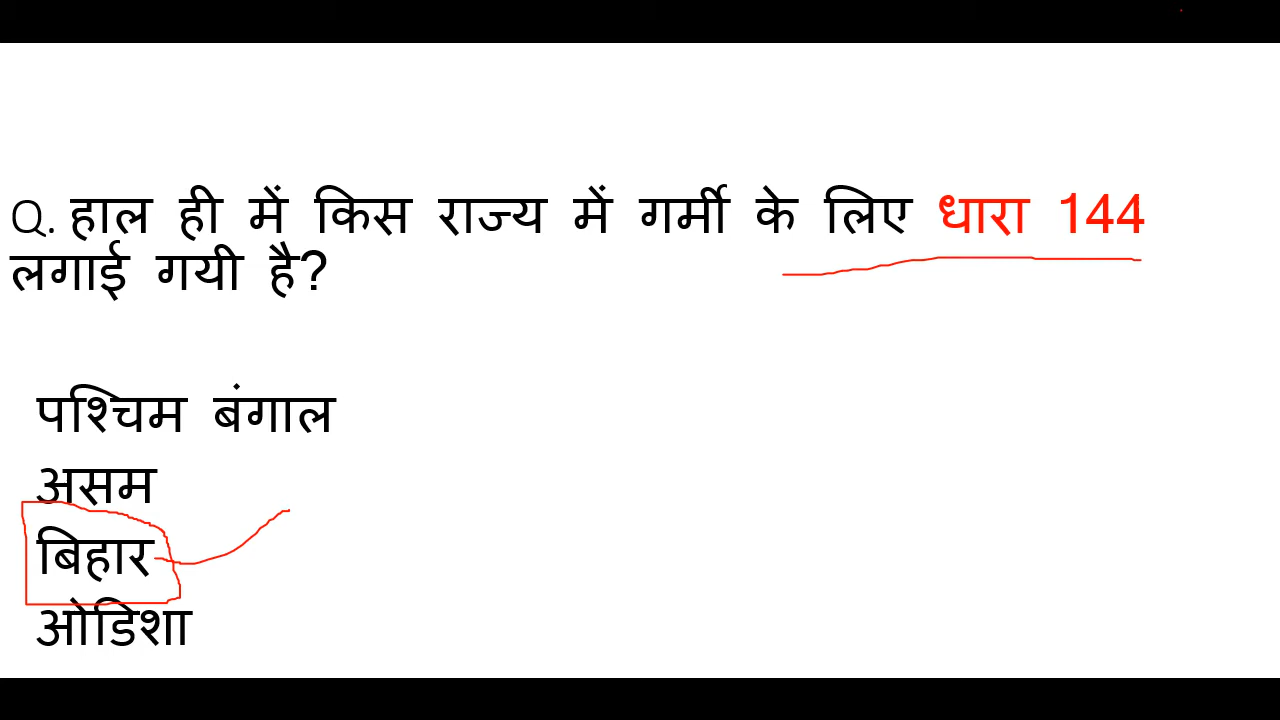 Q. हाल ही में किस राज्य में गर्मी के लिए धारा 144
लगाई गयी है?
पश्चिम बंगाल
असम
बिहार
ओडिशा